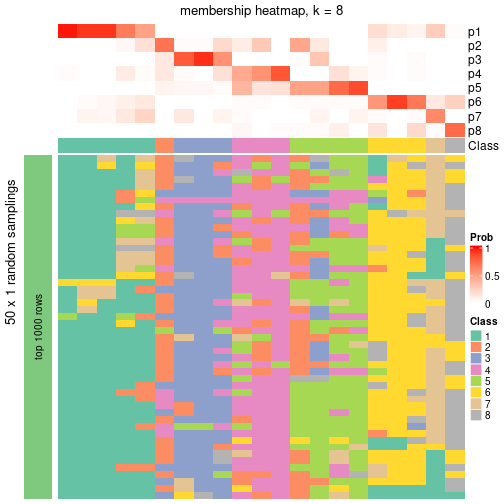 membership heatmap, k = 8
p1
p2
p3
p4
p5
p6
p7
p8
Class
50 x 1 random samplings
top 1000 rows
Prob
1
0.5
0
Class
1
2
3
4
5
6
7
8